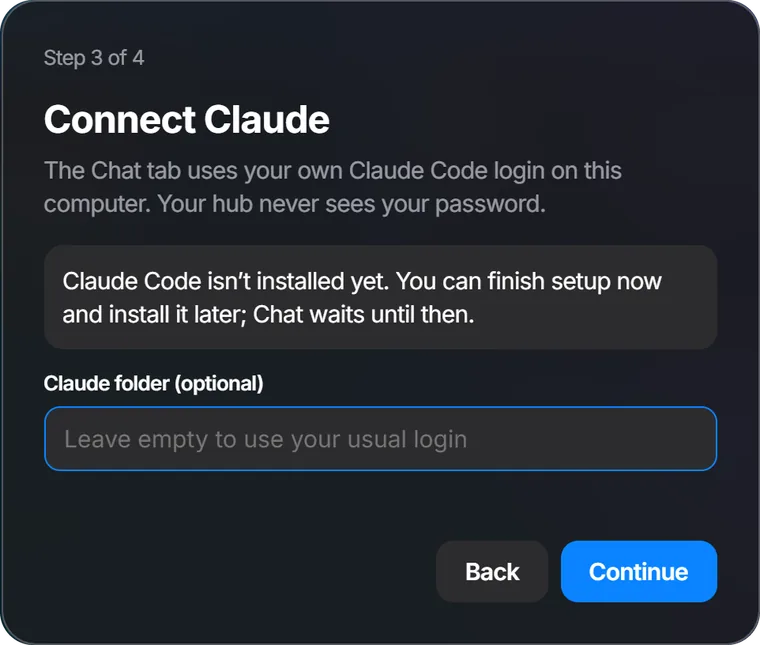 Step 3 of 4
Connect Claude
The Chat tab uses your own Claude Code login on this
computer. Your hub never sees your password.
Claude Code isn’t installed yet. You can finish setup now
and install it later; Chat waits until then.
Claude folder (optional)
Leave empty to use your usual login
Back
Continue